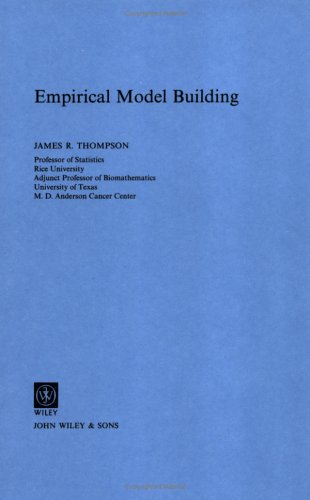 Empirical Model Building
JAMES R. THOMPSON
Professor of Statistics
Rice University
Adjunct Professor of Biomathematics
University of Texas
M. D. Anderson Cancer Center
WILEY
JOHN WILEY & SONS